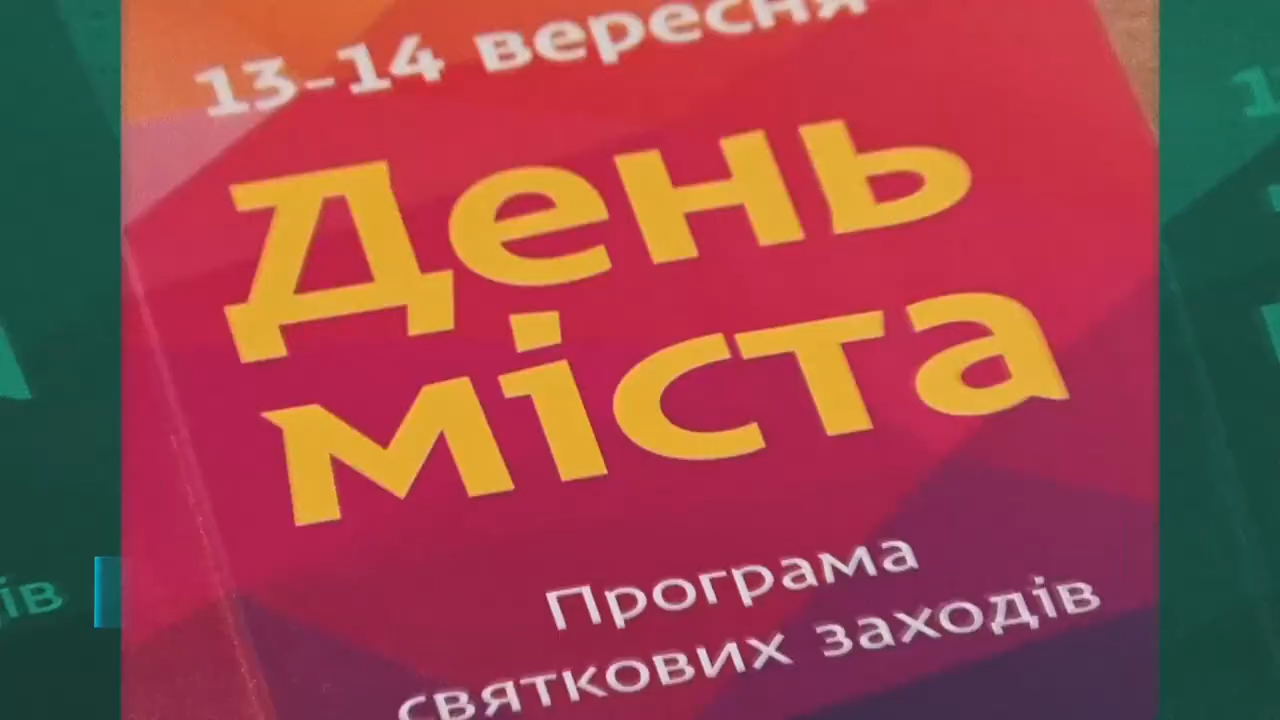 13-14 вересня
День
міста
Програма
святкових заходів